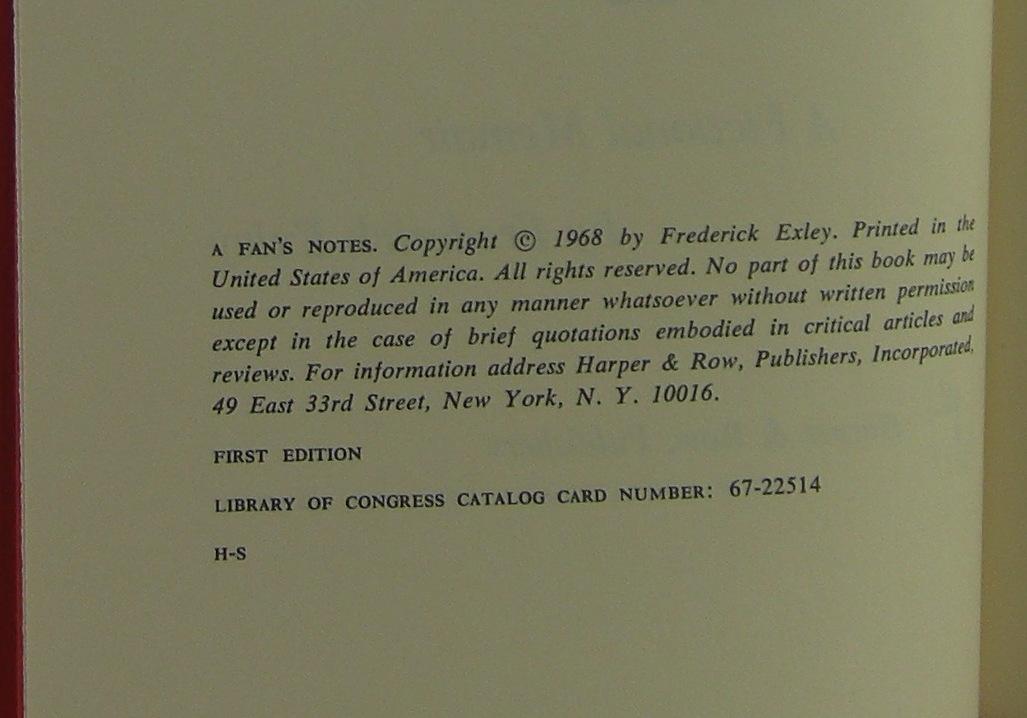 A FAN'S NOTES. Copyright © 1968 by Frederick Exley. Printed in the
United States of America. All rights reserved. No part of this book may be
used or reproduced in any manner whatsoever without written permission
except in the case of brief quotations embodied in critical articles and
reviews. For information address Harper & Row, Publishers, Incorporated,
49 East 33rd Street, New York, N. Y. 10016.
FIRST EDITION
LIBRARY OF CONGRESS CATALOG CARD NUMBER: 67-22514
H-S